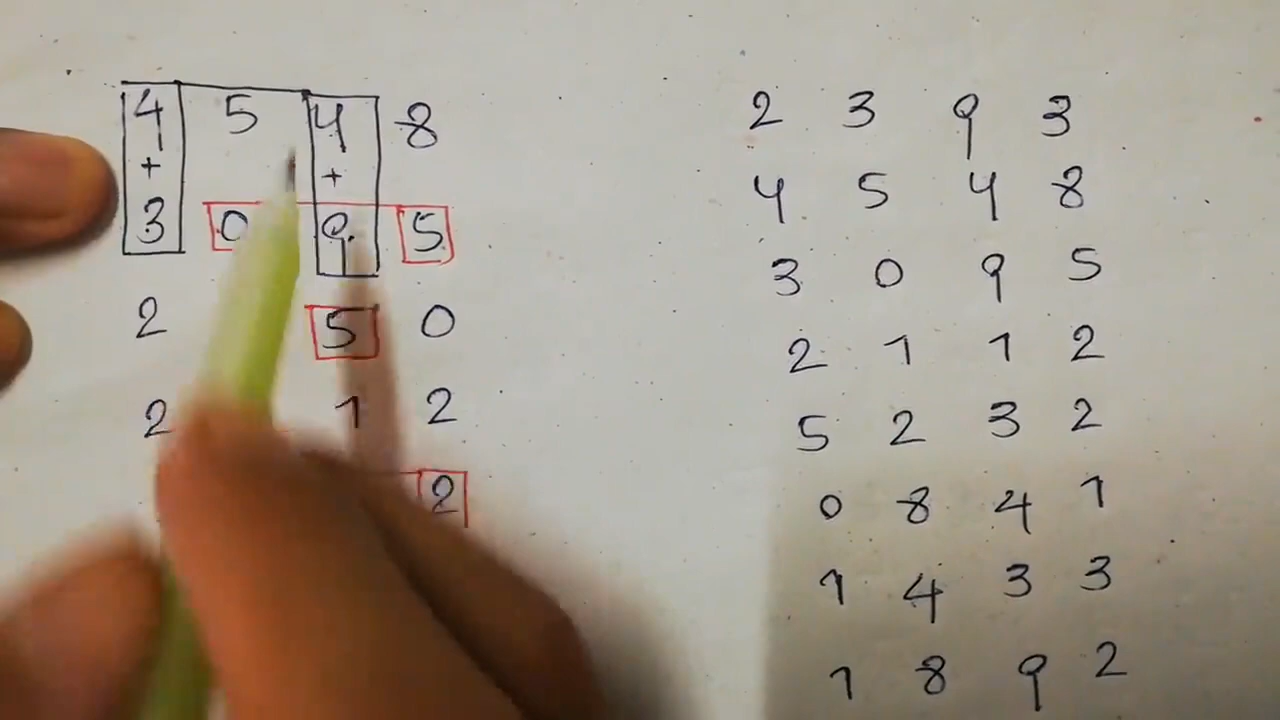 4 5 4 8
+ +
3 0 9 5
2 5 0
2 1 2
2
2 3 9 3
4 5 4 8
3 0 9 5
2 1 1 2
5 2 3 2
0 8 4 1
1 4 3 3
1 8 9 2